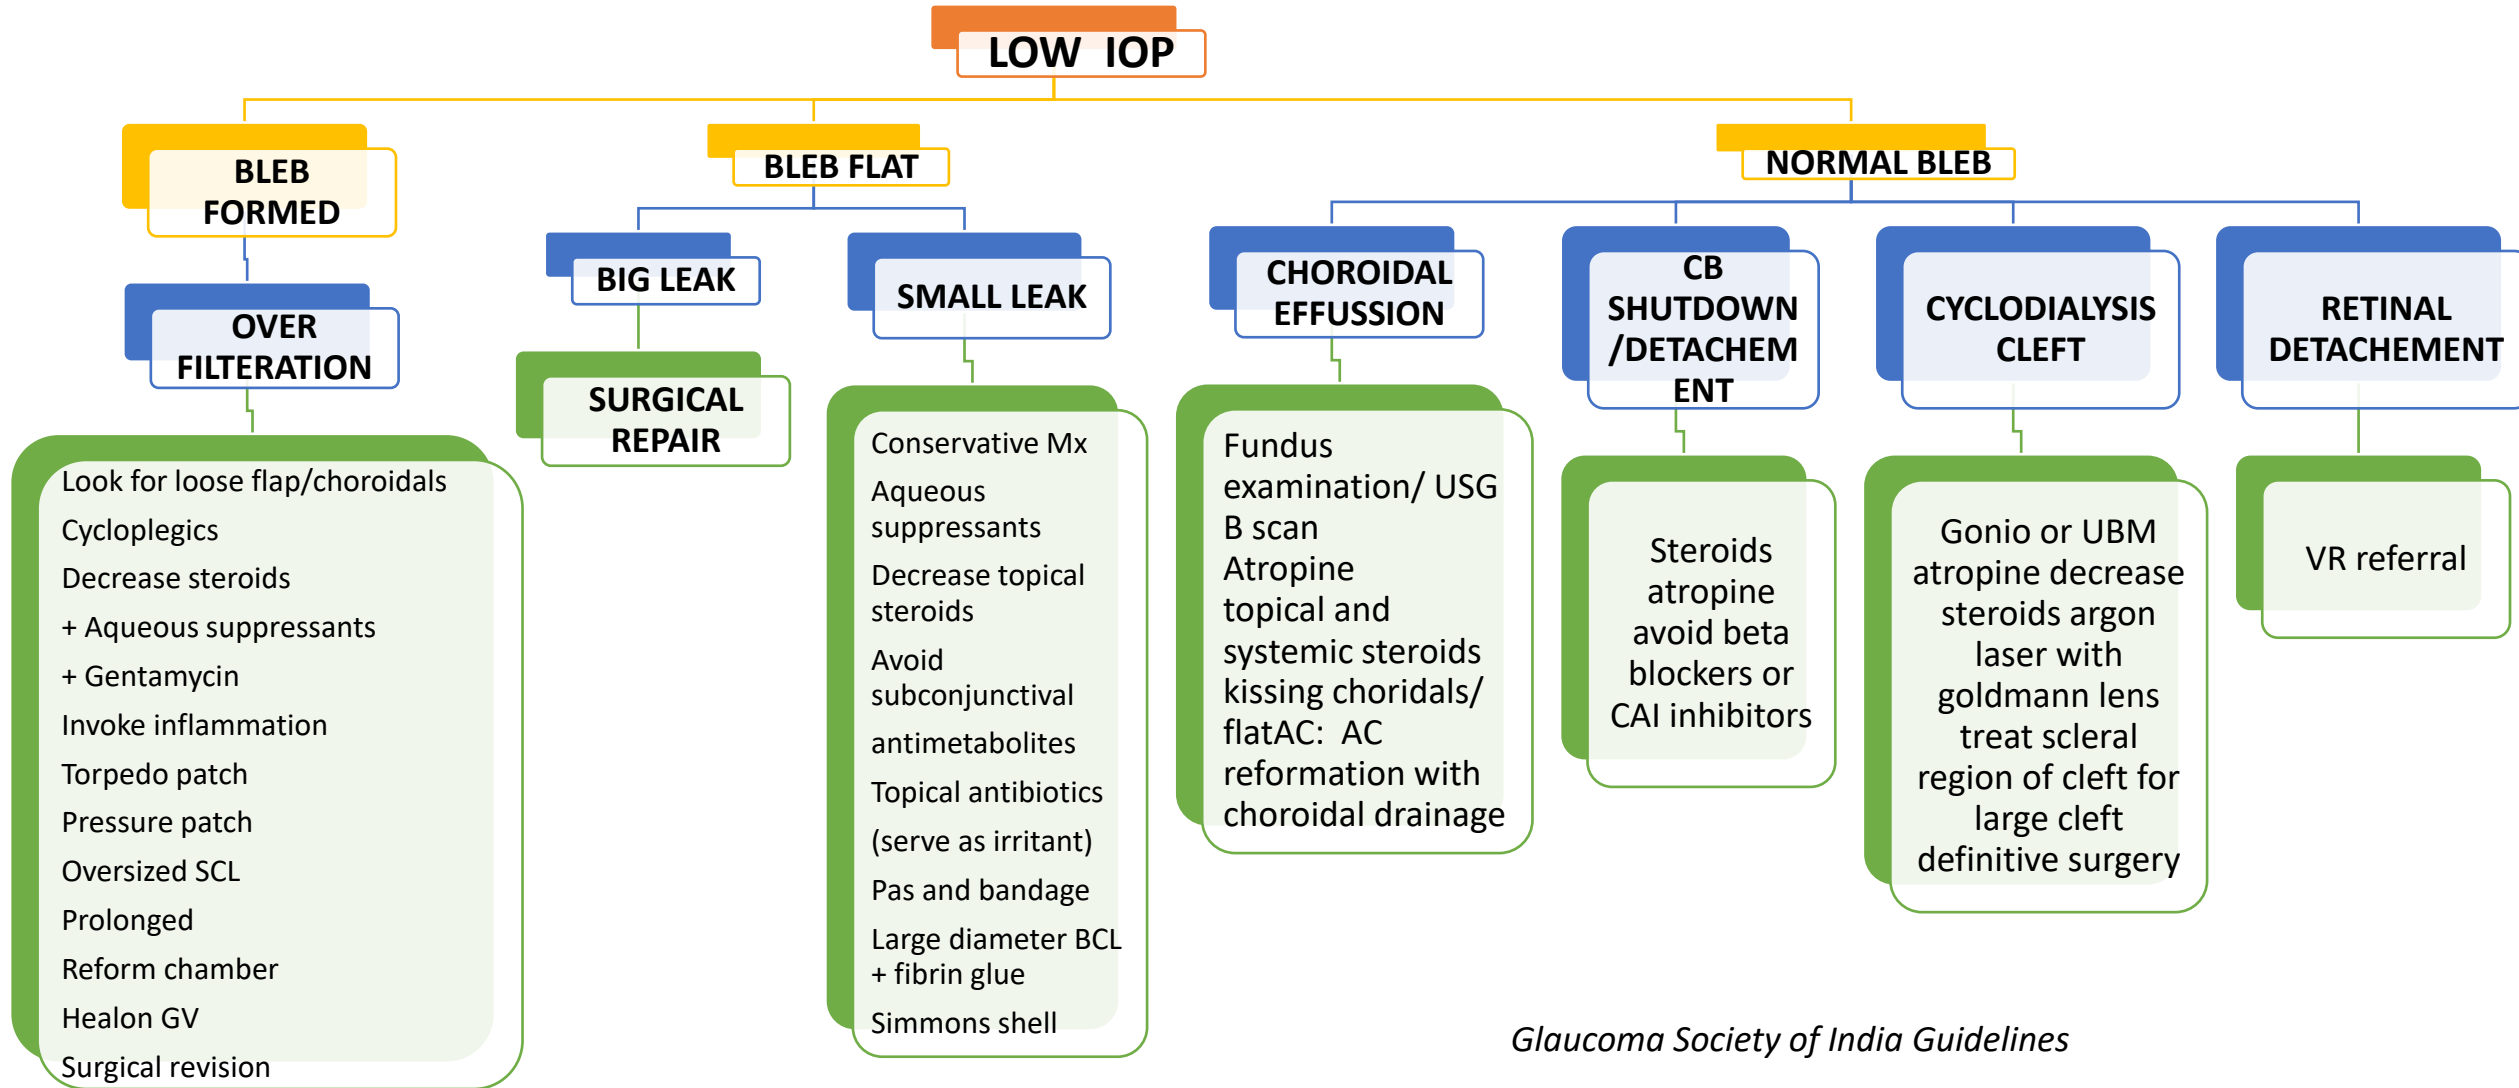 LOW  IOP
BLEB
FORMED
BLEB FLAT
NORMAL BLEB
OVER
FILTERATION
BIG LEAK
SMALL LEAK
CHOROIDAL
EFFUSSION
CB
SHUTDOWN
/DETACHEM
ENT
CYCLODIALYSIS
CLEFT
RETINAL
DETACHEMENT
Look for loose flap/choroidals
Cycloplegics
Decrease steroids
+ Aqueous suppressants
+ Gentamycin
Invoke inflammation
Torpedo patch
Pressure patch
Oversized SCL
Prolonged
Reform chamber
Healon GV
Surgical revision
SURGICAL
REPAIR
Conservative Mx
Aqueous
suppressants
Decrease topical
steroids
Avoid
subconjunctival
antimetabolites
Topical antibiotics
(serve as irritant)
Pas and bandage
Large diameter BCL
+ fibrin glue
Simmons shell
Fundus
examination/ USG
B scan
Atropine
topical and
systemic steroids
kissing choridals/
flatAC:  AC
reformation with
choroidal drainage
Steroids
atropine
avoid beta
blockers or
CAI inhibitors
Gonio or UBM
atropine decrease
steroids argon
laser with
goldmann lens
treat scleral
region of cleft for
large cleft
definitive surgery
VR referral
Glaucoma Society of India Guidelines